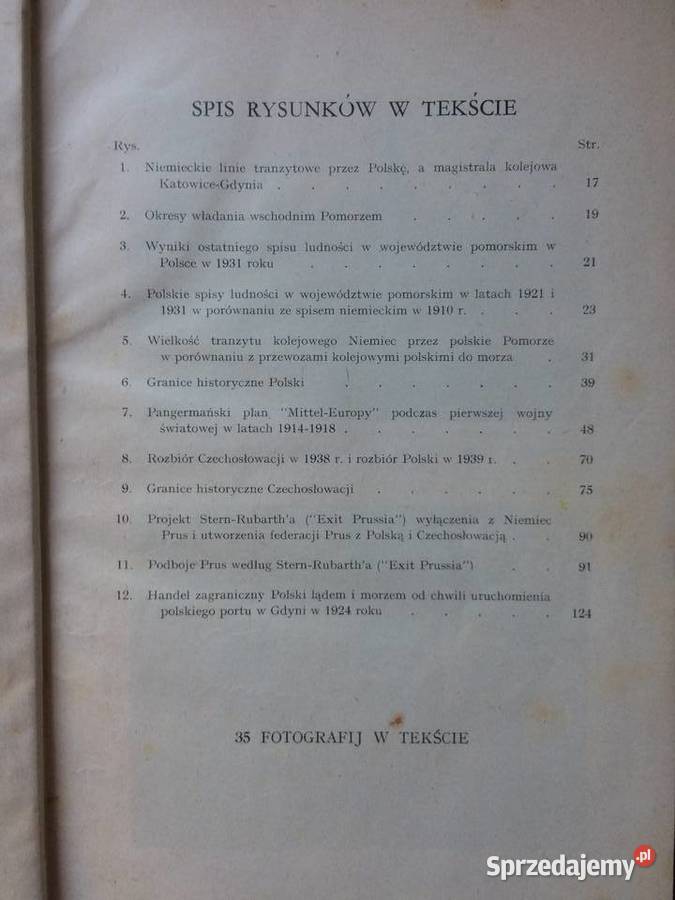 SPIS RYSUNKÓW W TEKŚCIE
Rys. Str.
1. Niemieckie linie tranzytowe przez Polskę, a magistrala kolejowa
Katowice-Gdynia . . . . . . . . . 17
2. Okresy władania wschodnim Pomorzem . . . . . 19
3. Wyniki ostatniego spisu ludności w województwie pomorskim w
Polsce w 1931 roku . . . . . . . . 21
4. Polskie spisy ludności w województwie pomorskim w latach 1921 i
1931 w porównaniu ze spisem niemieckim w 1910 r. . . . 23
5. Wielkość tranzytu kolejowego Niemiec przez polskie Pomorze
w porównaniu z przewozami kolejowymi polskimi do morza . 31
6. Granice historyczne Polski . . . . . . . 39
7. Pangermański plan "Mittel-Europy" podczas pierwszej wojny
światowej w latach 1914-1918 . . . . . . . 48
8. Rozbiór Czechosłowacji w 1938 r. i rozbiór Polski w 1939 r. . . 70
9. Granice historyczne Czechosłowacji . . . . . . 75
10. Projekt Stern-Rubarth'a ("Exit Prussia") wyłączenia z Niemiec
Prus i utworzenia federacji Prus z Polską i Czechosłowacją . . 90
11. Podboje Prus według Stern-Rubarth'a ("Exit Prussia") . . 91
12. Handel zagraniczny Polski lądem i morzem od chwili uruchomienia
polskiego portu w Gdyni w 1924 roku . . . . . 124
35 FOTOGRAFIJ W TEKŚCIE
Sprzedajemy.pl